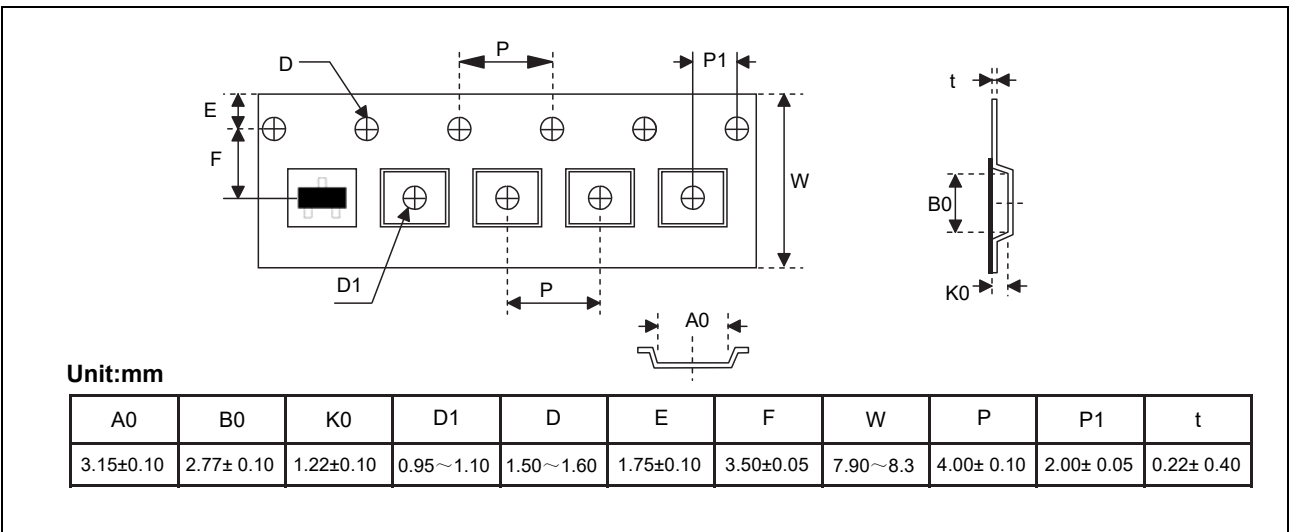 P
P1
D
t
E
F
W
B0
D1
P
K0
A0
Unit:mm
A0 B0 K0 D1 D E F W P P1 t
3.15±0.10 2.77± 0.10 1.22±0.10 0.95～1.10 1.50～1.60 1.75±0.10 3.50±0.05 7.90～8.3 4.00± 0.10 2.00± 0.05 0.22± 0.40